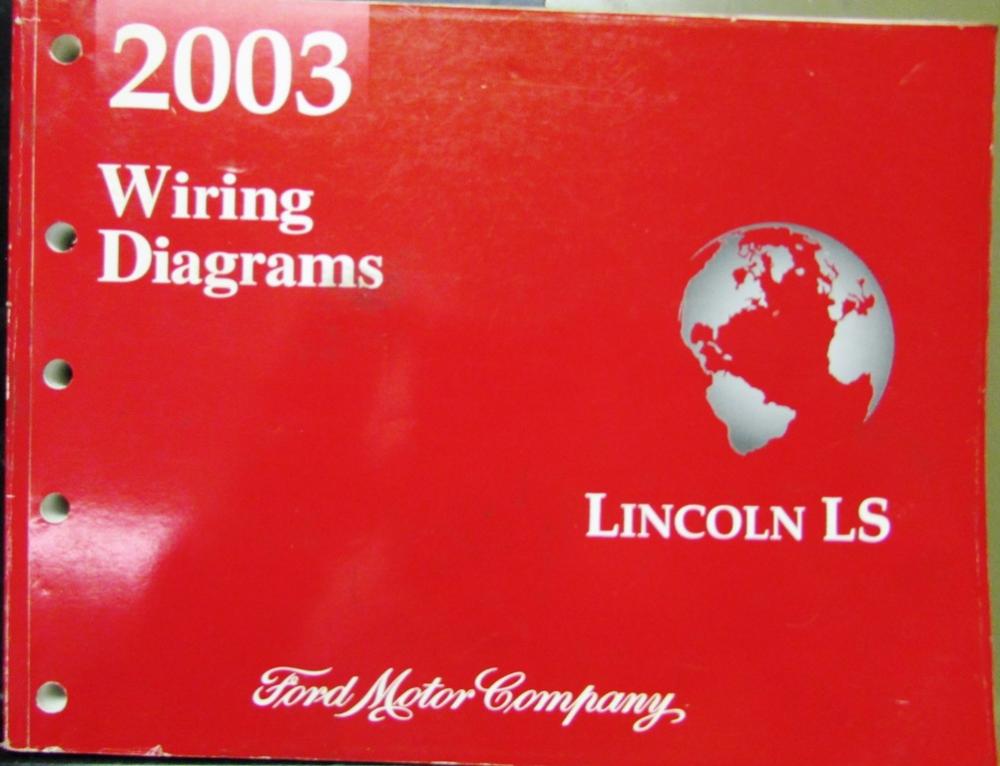 2003
Wiring
Diagrams
LINCOLN LS
Ford Motor Company